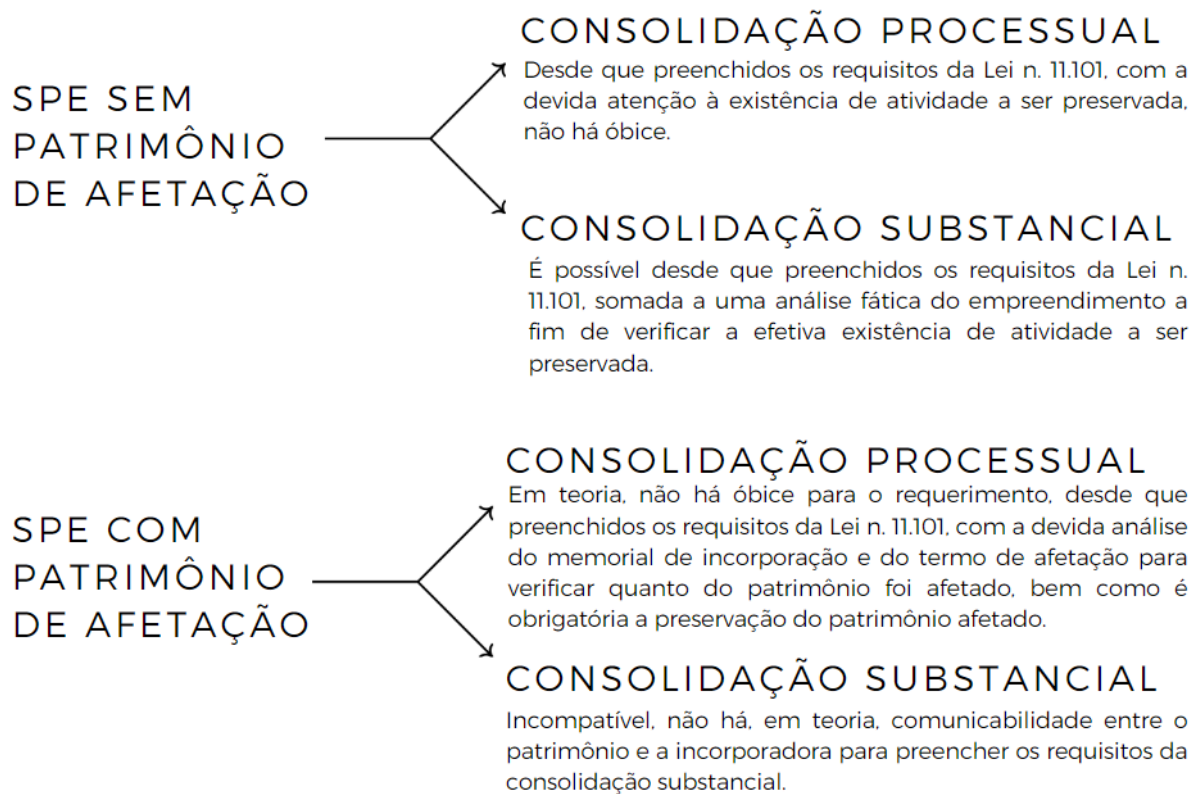 SPE SEM
PATRIMÔNIO
DE AFETAÇÃO
CONSOLIDAÇÃO PROCESSUAL
Desde que preenchidos os requisitos da Lei n. 11.101, com a
devida atenção à existência de atividade a ser preservada,
não há óbice.
CONSOLIDAÇÃO SUBSTANCIAL
É possível desde que preenchidos os requisitos da Lei n.
11.101, somada a uma análise fática do empreendimento a
fim de verificar a efetiva existência de atividade a ser
preservada.
SPE COM
PATRIMÔNIO
DE AFETAÇÃO
CONSOLIDAÇÃO PROCESSUAL
Em teoria, não há óbice para o requerimento, desde que
preenchidos os requisitos da Lei n. 11.101, com a devida análise
do memorial de incorporação e do termo de afetação para
verificar quanto do patrimônio foi afetado, bem como é
obrigatória a preservação do patrimônio afetado.
CONSOLIDAÇÃO SUBSTANCIAL
Incompatível, não há, em teoria, comunicabilidade entre o
patrimônio e a incorporadora para preencher os requisitos da
consolidação substancial.